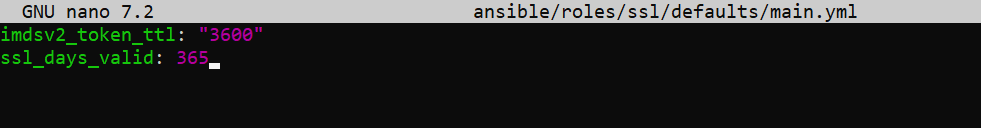 GNU nano 7.2 ansible/roles/ssl/defaults/main.yml
imdsv2_token_ttl: "3600"
ssl_days_valid: 365